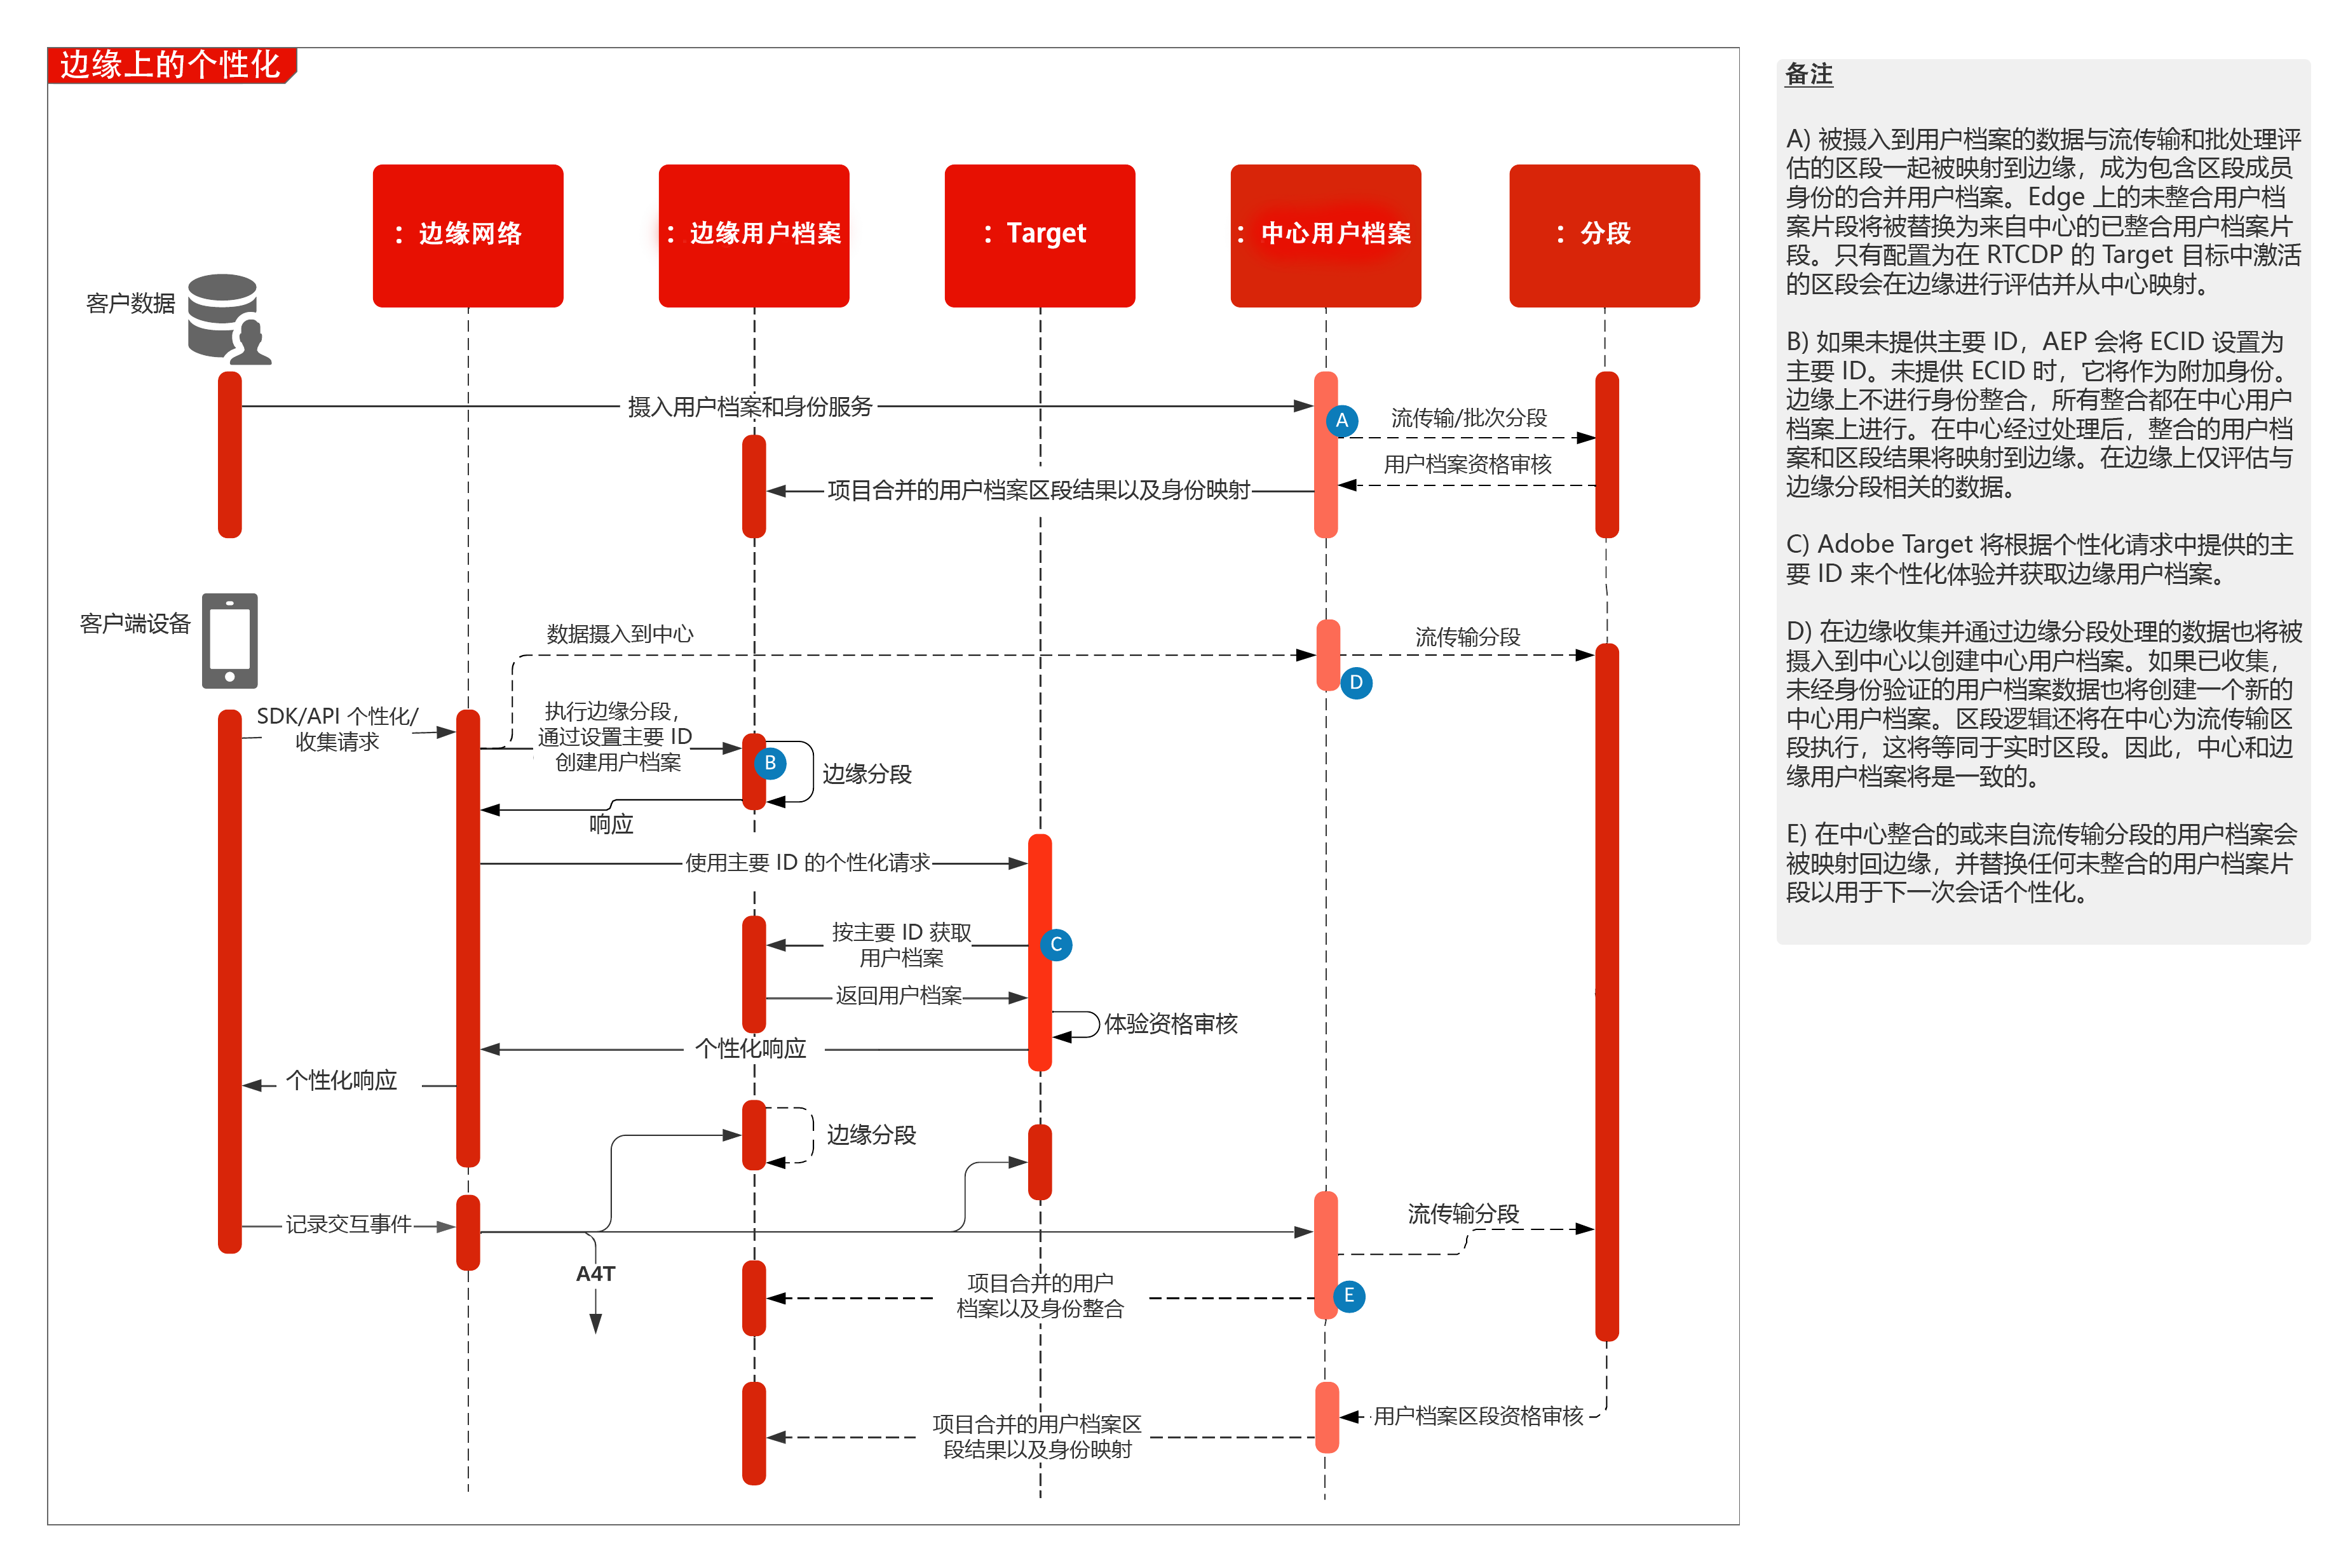 边缘上的个性化
：边缘网络
：边缘用户档案
：Target
：中心用户档案
：分段
客户数据
摄入用户档案和身份服务
A
流传输/批次分段
用户档案资格审核
项目合并的用户档案区段结果以及身份映射
客户端设备
数据摄入到中心
流传输分段
D
SDK/API 个性化/
收集请求
执行边缘分段，
通过设置主要 ID
创建用户档案
B
边缘分段
响应
使用主要 ID 的个性化请求
按主要 ID 获取
用户档案
C
返回用户档案
体验资格审核
个性化响应
个性化响应
边缘分段
记录交互事件
流传输分段
A4T
项目合并的用户
档案以及身份整合
E
用户档案区段资格审核
项目合并的用户档案区
段结果以及身份映射
备注
A) 被摄入到用户档案的数据与流传输和批处理评
估的区段一起被映射到边缘，成为包含区段成员
身份的合并用户档案。Edge 上的未整合用户档
案片段将被替换为来自中心的已整合用户档案片
段。只有配置为在 RTCDP 的 Target 目标中激活
的区段会在边缘进行评估并从中心映射。
B) 如果未提供主要 ID，AEP 会将 ECID 设置为
主要 ID。未提供 ECID 时，它将作为附加身份。
边缘上不进行身份整合，所有整合都在中心用户
档案上进行。在中心经过处理后，整合的用户档
案和区段结果将映射到边缘。在边缘上仅评估与
边缘分段相关的数据。
C) Adobe Target 将根据个性化请求中提供的主
要 ID 来个性化体验并获取边缘用户档案。
D) 在边缘收集并通过边缘分段处理的数据也将被
摄入到中心以创建中心用户档案。如果已收集，
未经身份验证的用户档案数据也将创建一个新的
中心用户档案。区段逻辑还将在中心为流传输区
段执行，这将等同于实时区段。因此，中心和边
缘用户档案将是一致的。
E) 在中心整合的或来自流传输分段的用户档案会
被映射回边缘，并替换任何未整合的用户档案片
段以用于下一次会话个性化。